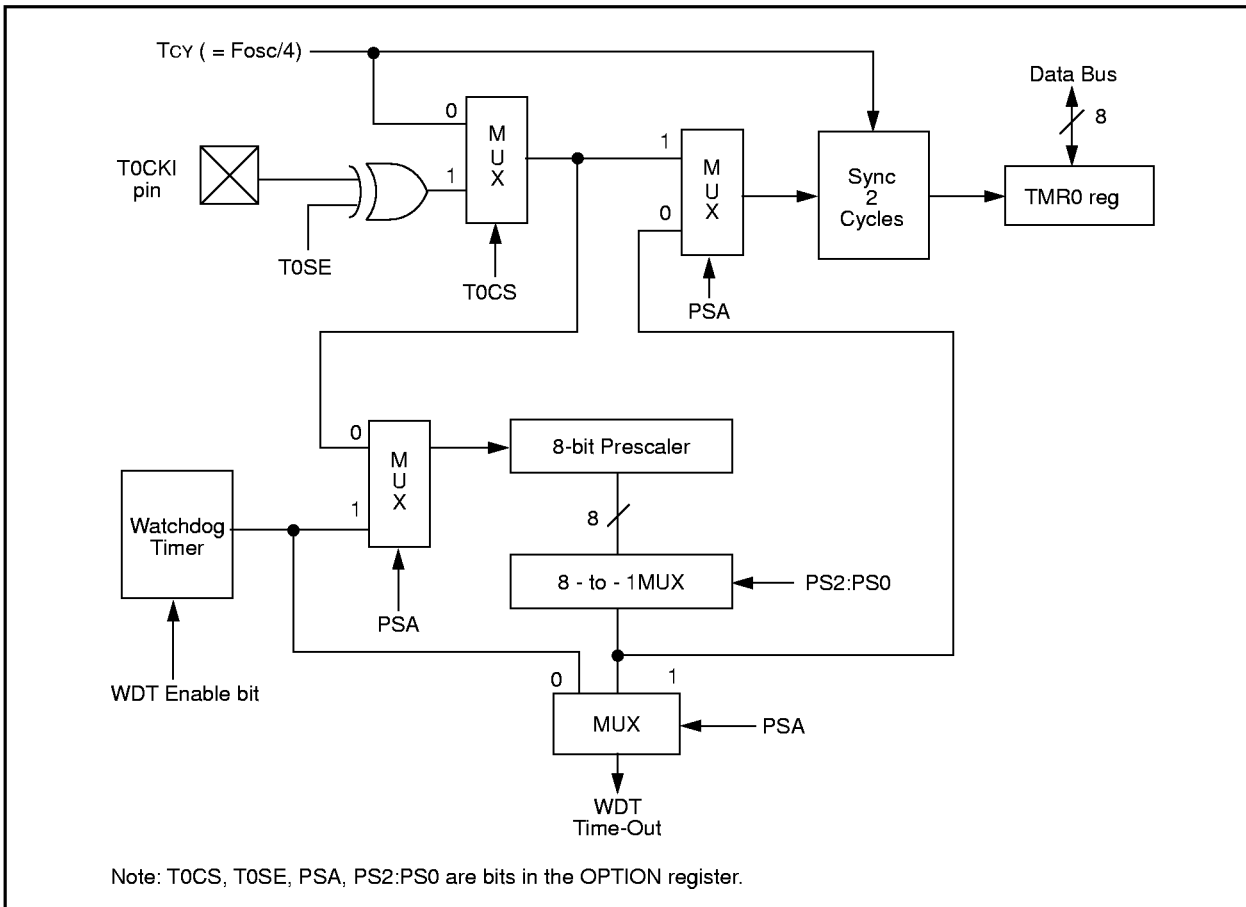 TCY ( = Fosc/4)
Data Bus
8
0
M
U
X
1
T0CKI
pin
1
M
U
X
0
Sync
2
Cycles
TMR0 reg
T0SE
T0CS
PSA
0
M
U
X
1
8-bit Prescaler
Watchdog
Timer
8
8 - to - 1MUX
PS2:PS0
PSA
WDT Enable bit
0
1
MUX
PSA
WDT
Time-Out
Note: T0CS, T0SE, PSA, PS2:PS0 are bits in the OPTION register.